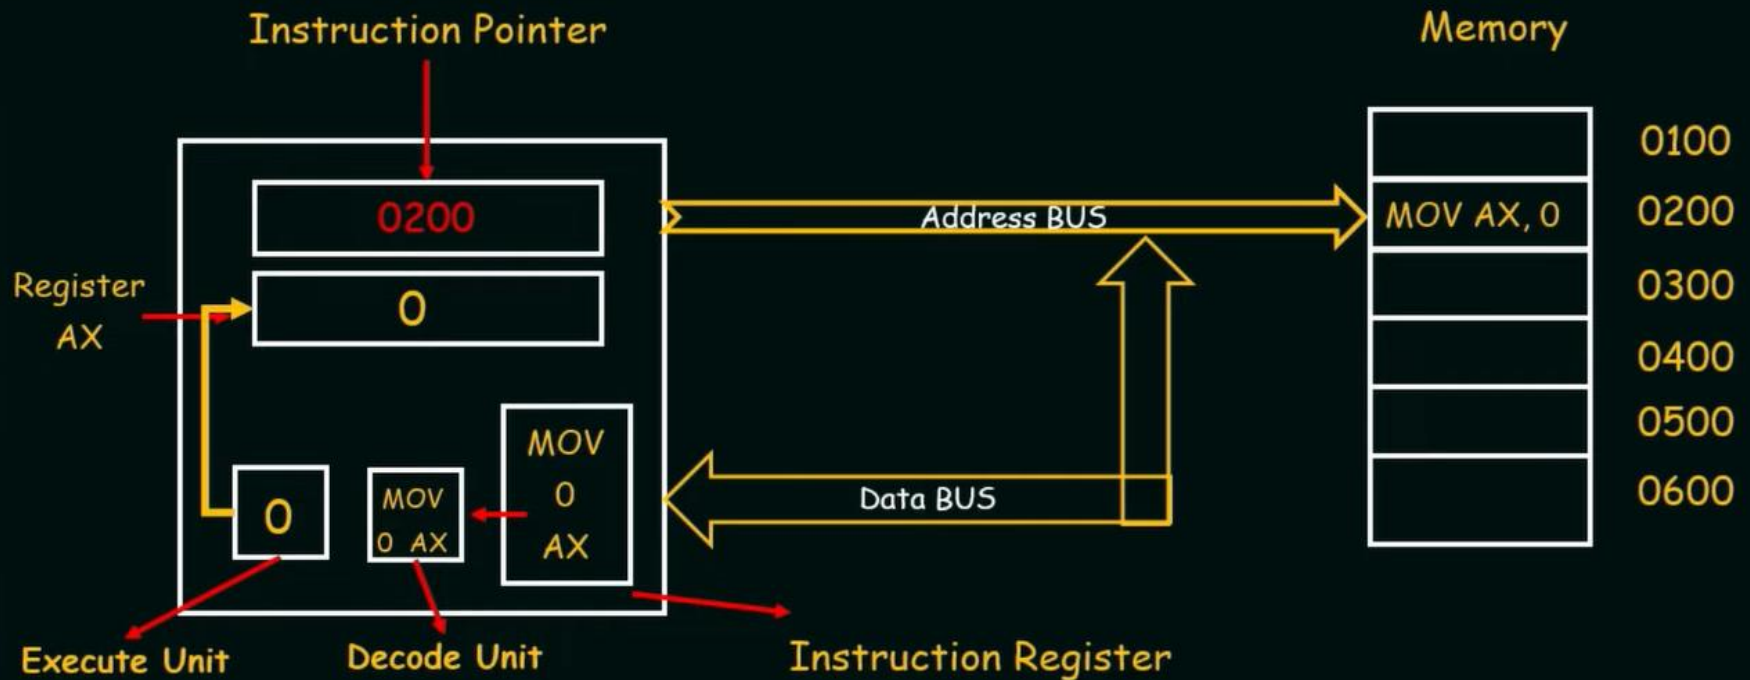 Instruction Pointer
Memory
0100
0200
Address BUS
MOV AX, 0
0200
Register
AX
0
0300
0400
MOV
0
AX
0500
MOV
0 AX
0
Data BUS
0600
Execute Unit
Decode Unit
Instruction Register